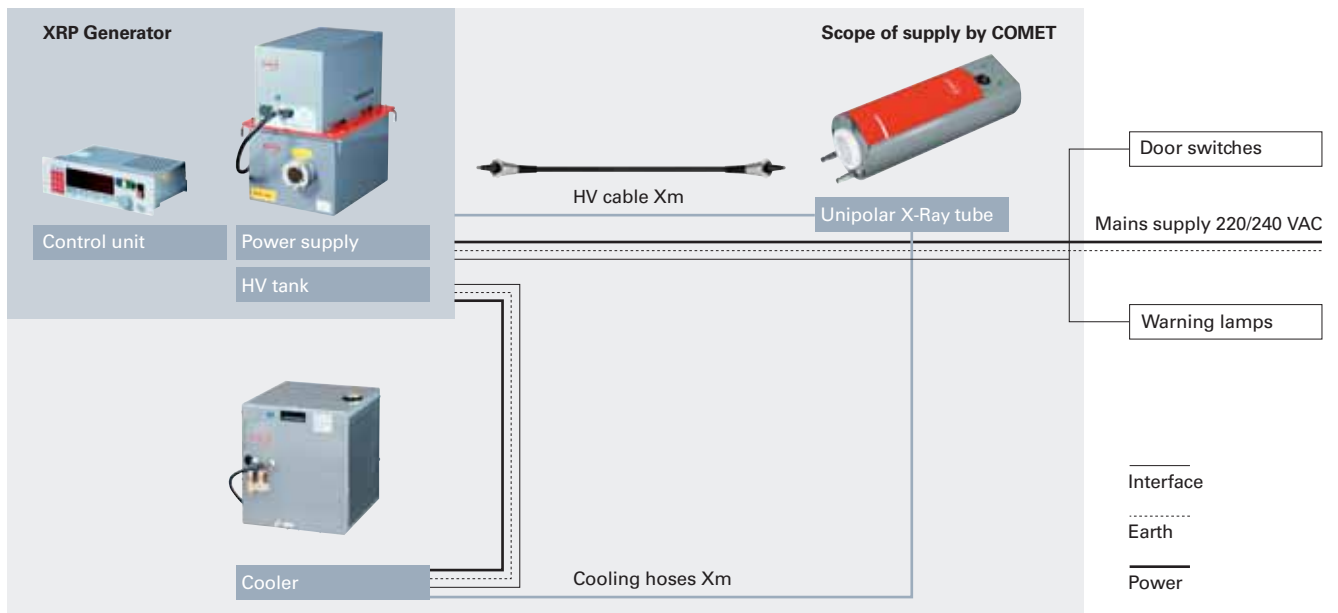 XRP Generator
Scope of supply by COMET
Door switches
HV cable Xm
Unipolar X-Ray tube
Mains supply 220/240 VAC
Control unit
Power supply
HV tank
Warning lamps
Interface
Earth
Cooler
Cooling hoses Xm
Power